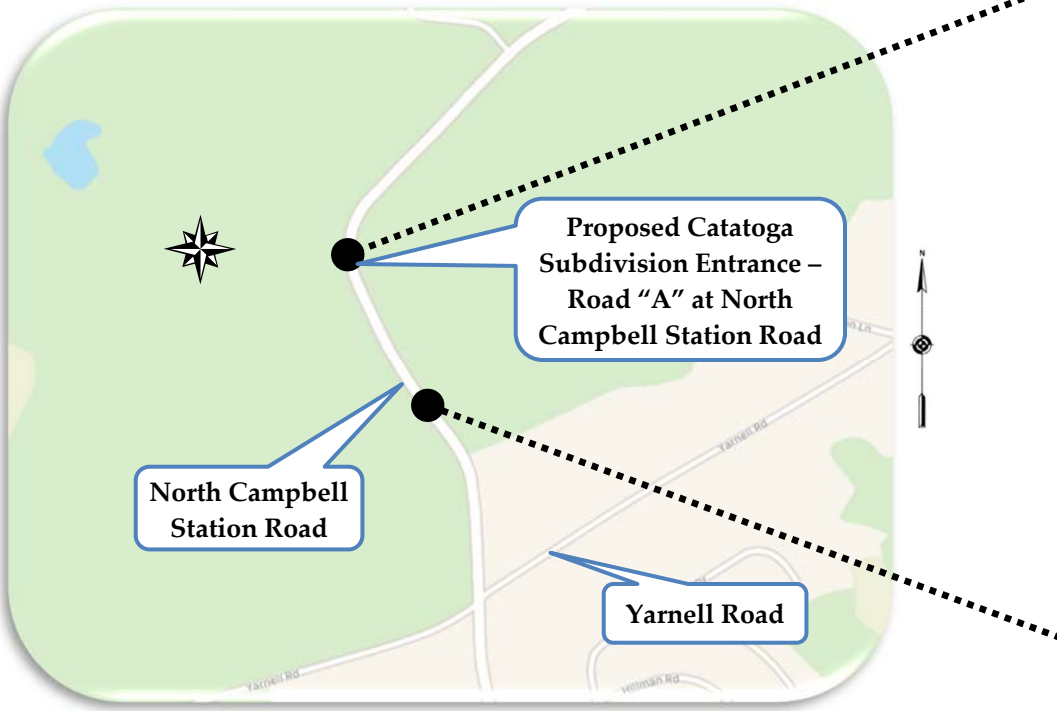 Proposed Catatoga
Subdivision Entrance –
Road “A” at North
Campbell Station Road
N
Yarnell Rd
North Campbell
Station Road
Yarnell Road
Yarnell Rd
Hillman Rd